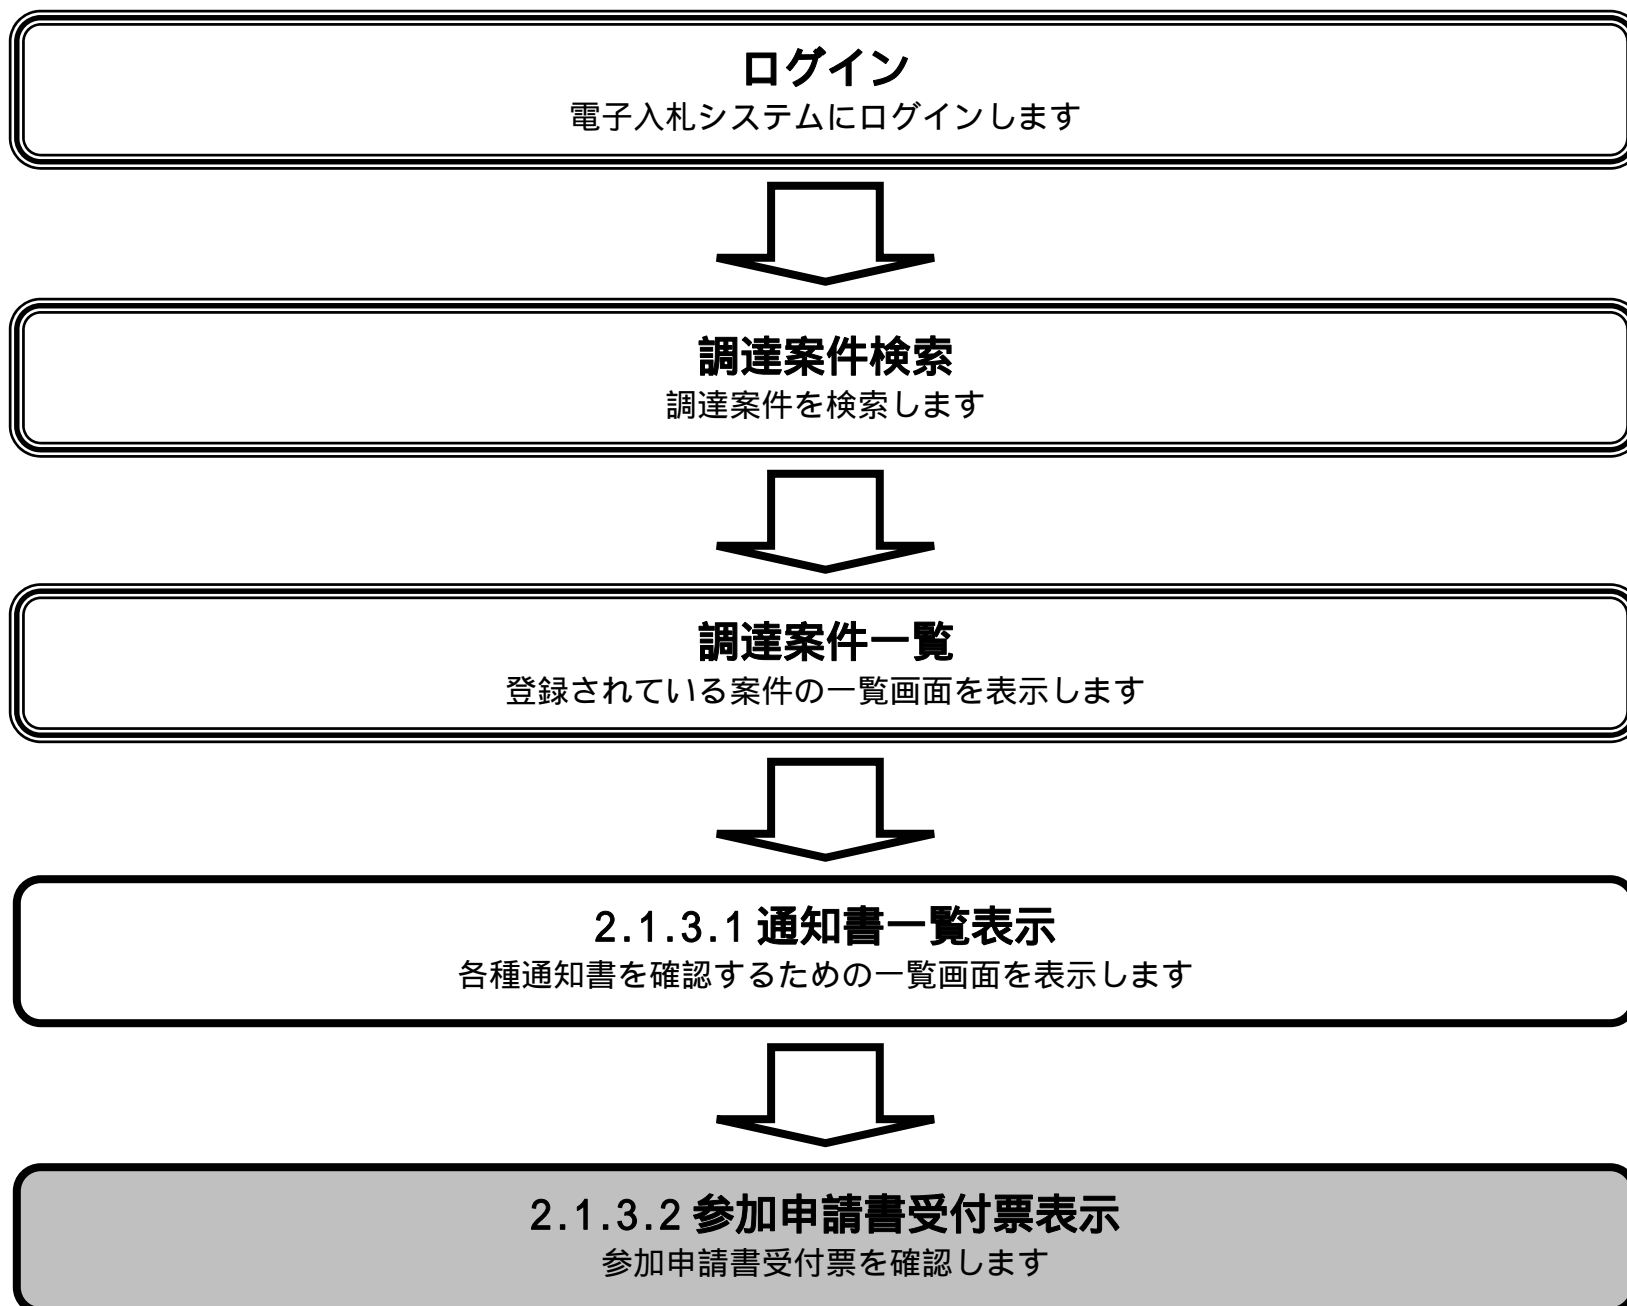 ログイン
電子入札システムにログインします
調達案件検索
調達案件を検索します
調達案件一覧
登録されている案件の一覧画面を表示します
2.1.3.1 通知書一覧表示
各種通知書を確認するための一覧画面を表示します
2.1.3.2 参加申請書受付票表示
参加申請書受付票を確認します